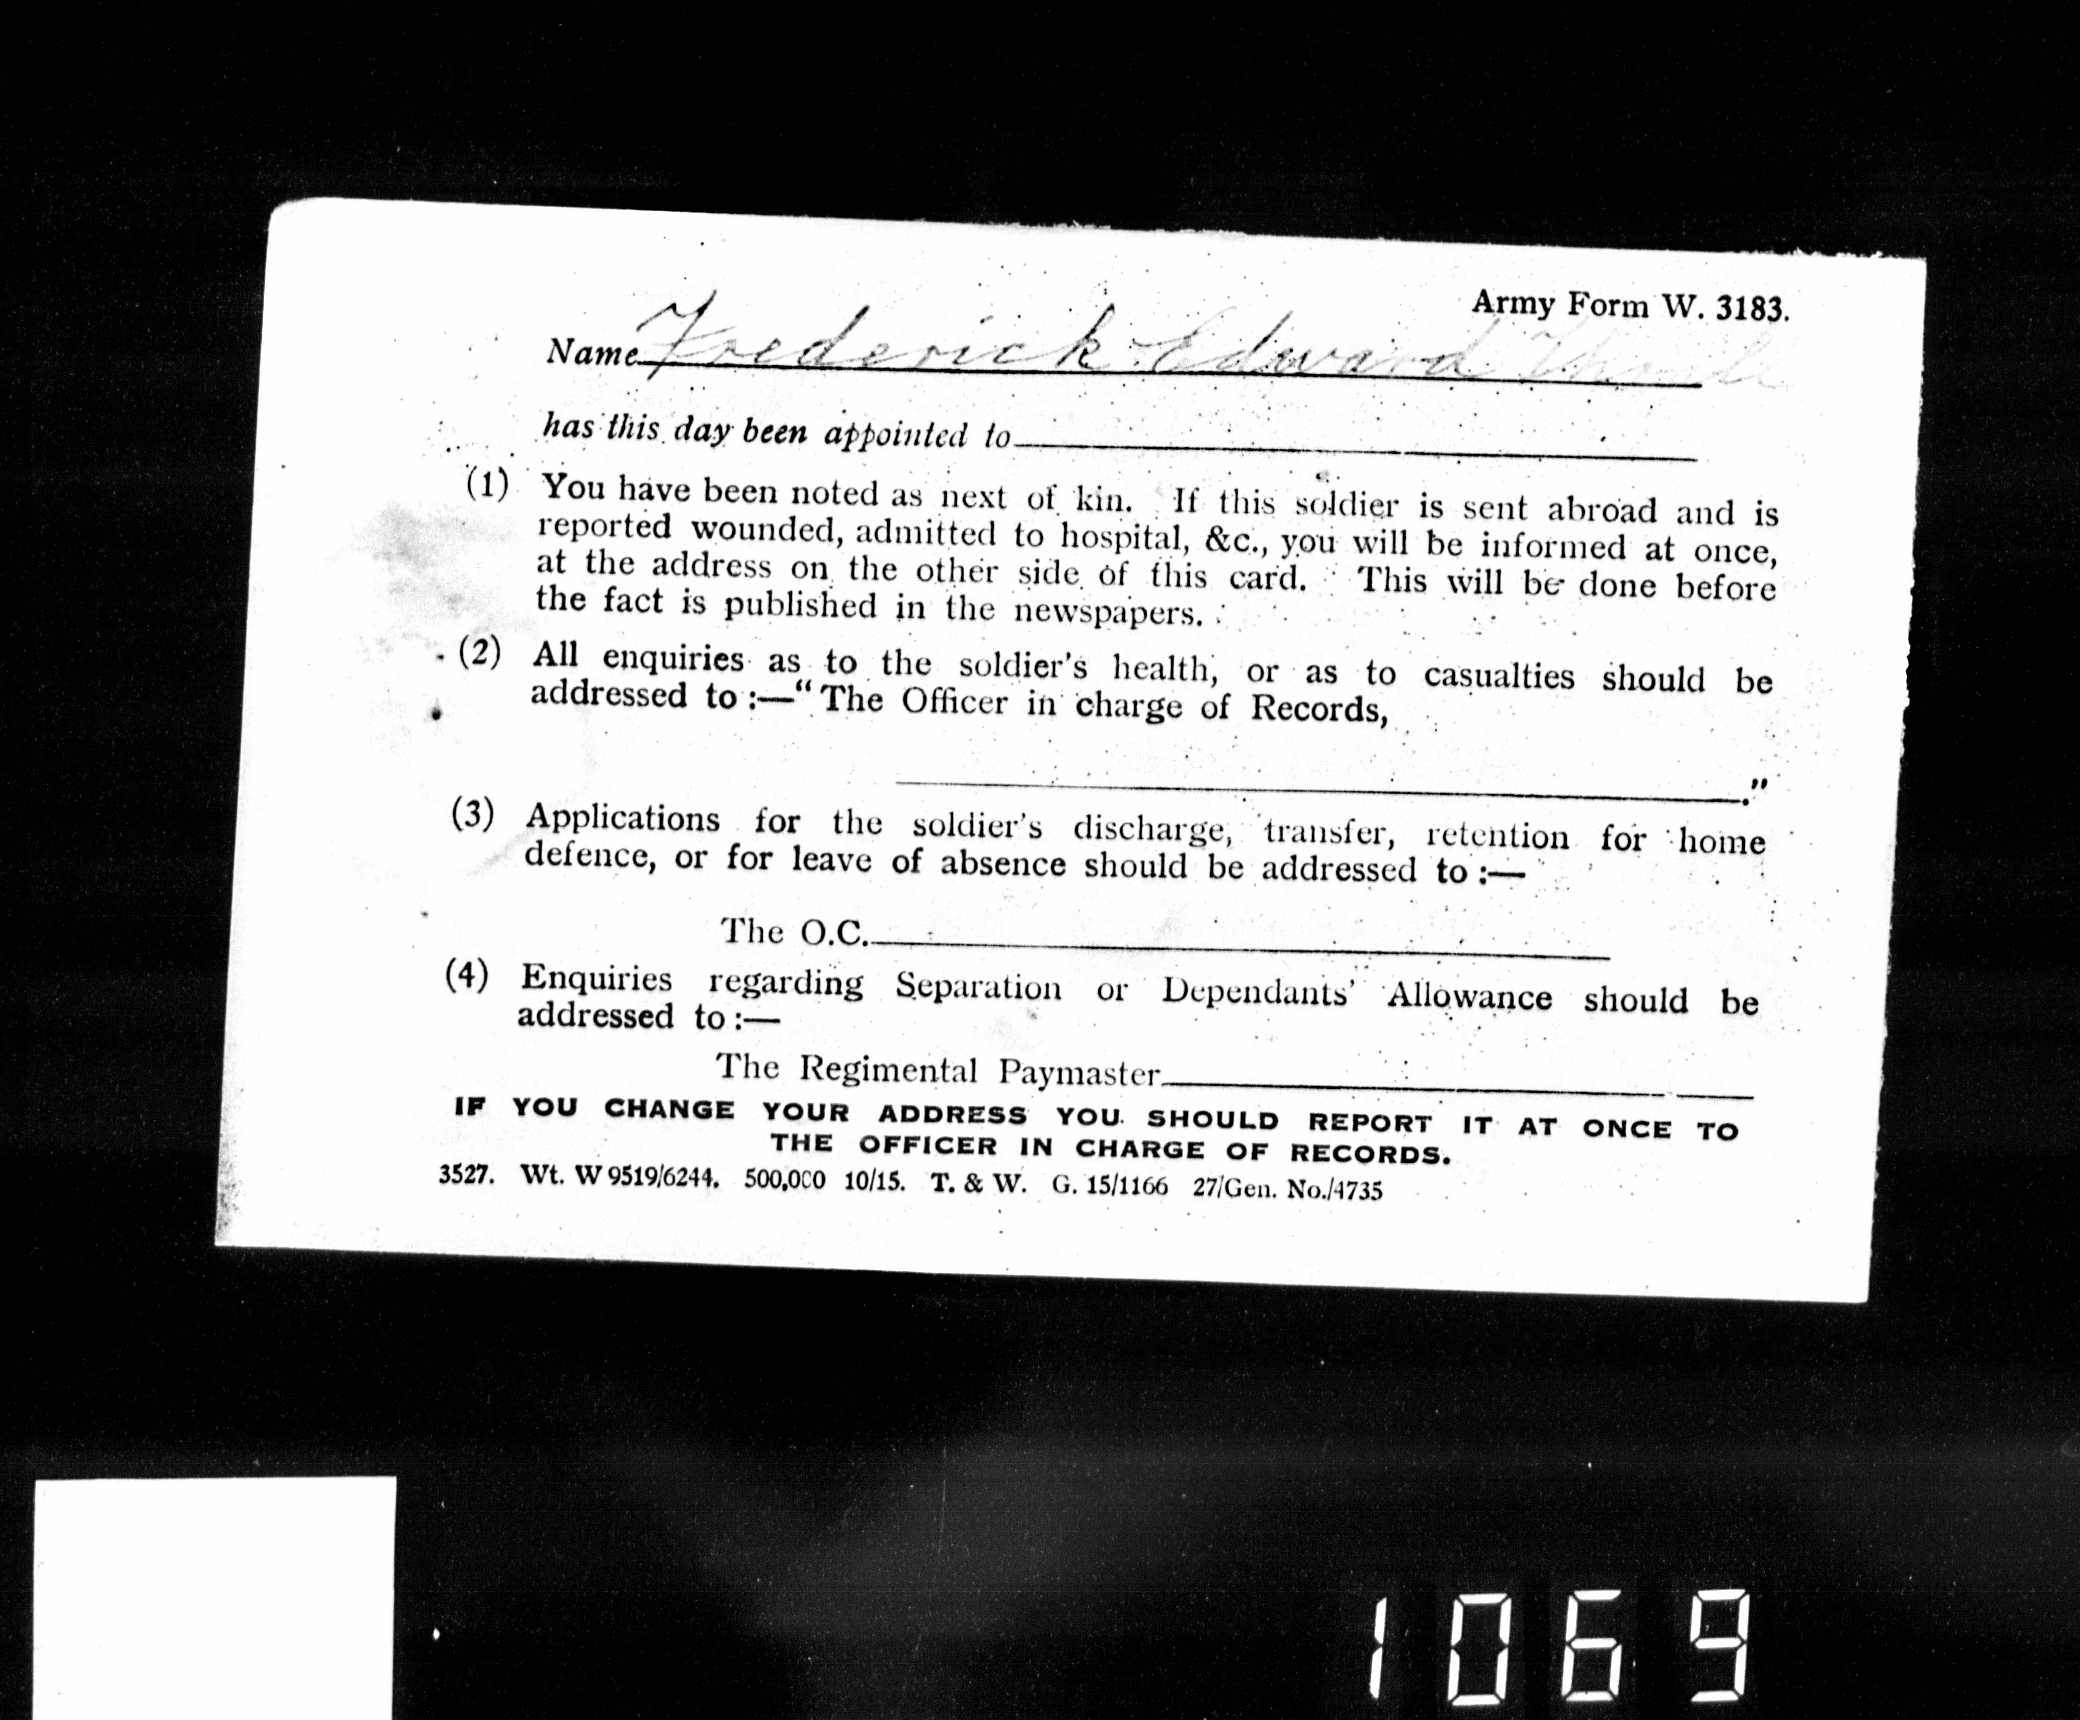 Army Form W. 3183.
Name Frederick Edward
has this day been appointed to
(1) You have been noted as next of kin. If this soldier is sent abroad and is
reported wounded, admitted to hospital, &c., you will be informed at once,
at the address on the other side of this card. This will be done before
the fact is published in the newspapers.
(2) All enquiries as to the soldier's health, or as to casualties should be
addressed to :—“The Officer in charge of Records,
.”
(3) Applications for the soldier's discharge, transfer, retention for home
defence, or for leave of absence should be addressed to :—
The O.C.
(4) Enquiries regarding Separation or Dependants' Allowance should be
addressed to :—
The Regimental Paymaster
IF YOU CHANGE YOUR ADDRESS YOU SHOULD REPORT IT AT ONCE TO
THE OFFICER IN CHARGE OF RECORDS.
3527. Wt. W 9519/6244. 500,000 10/15. T. & W. G. 15/1166 27/Gen. No./4735
1069